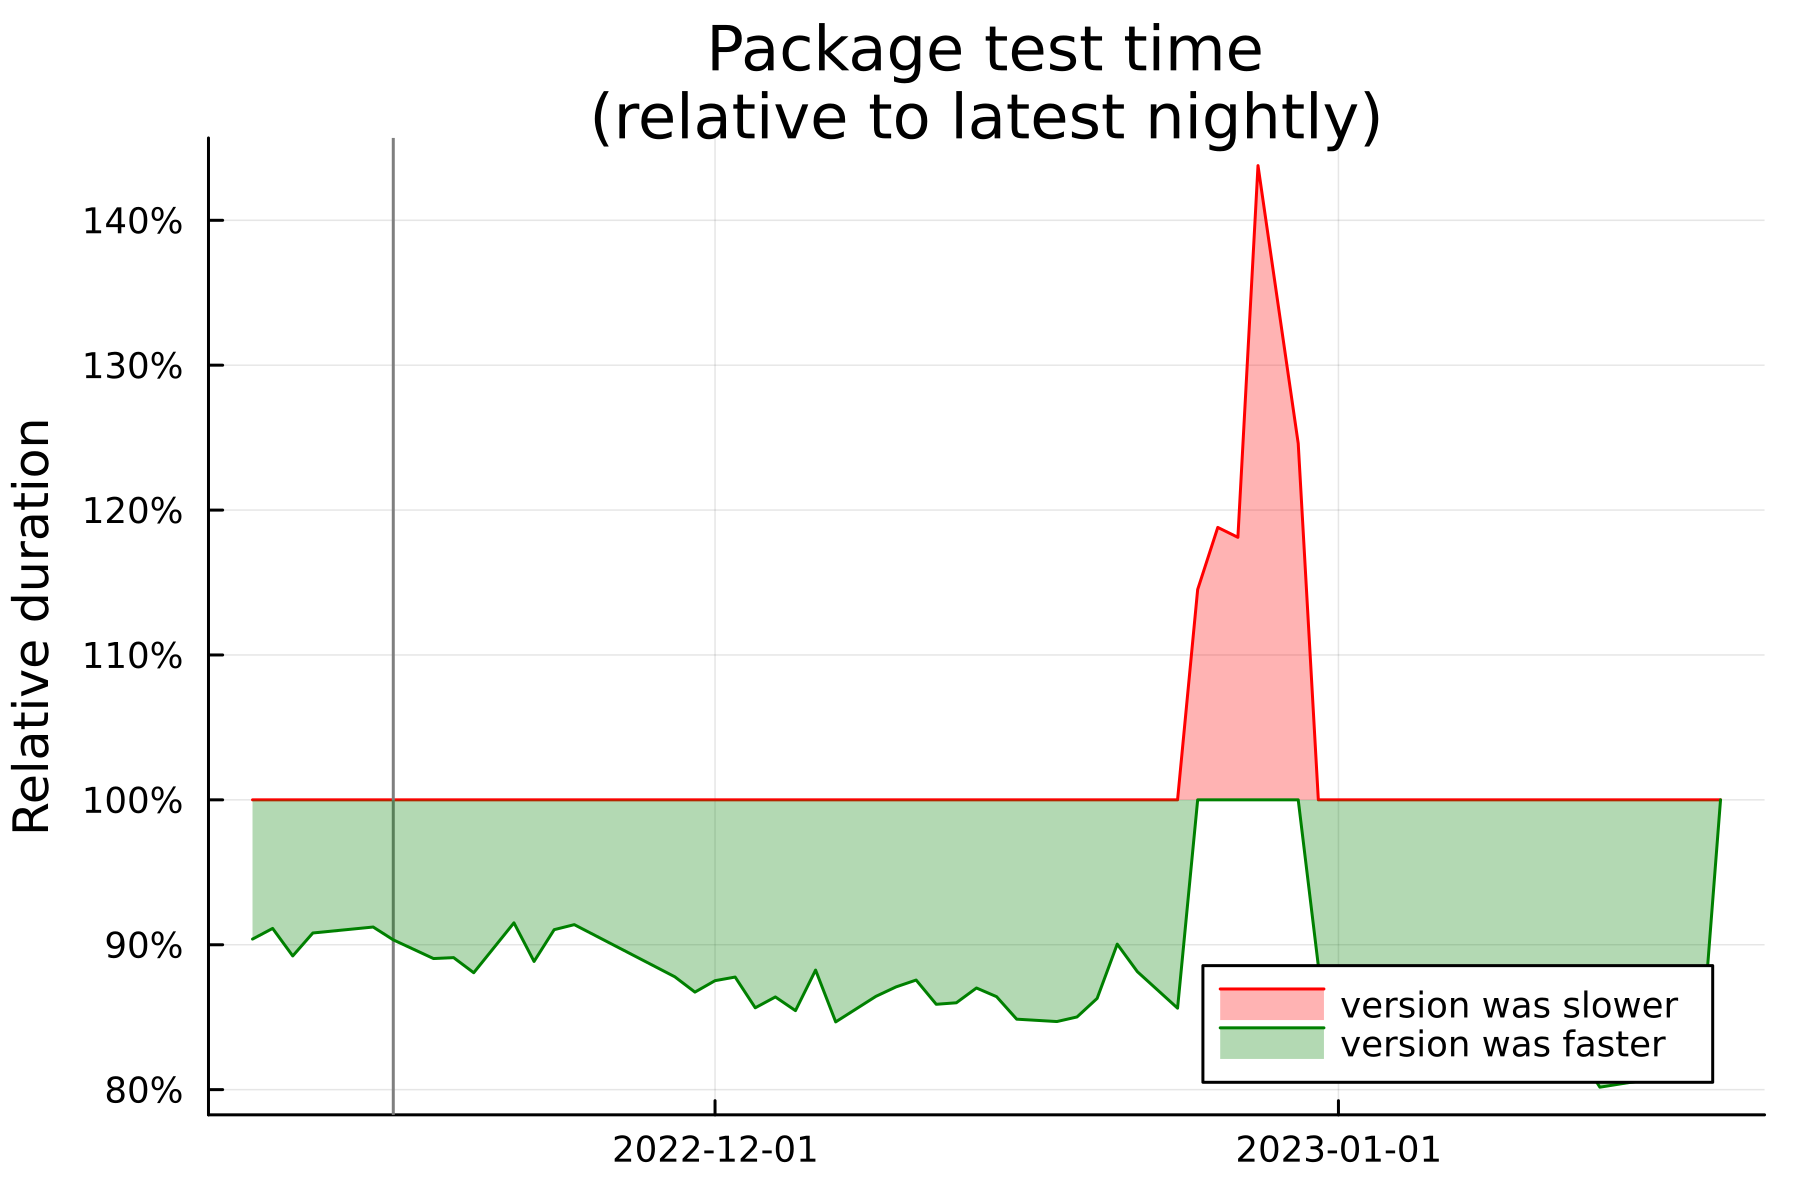 Package test time
(relative to latest nightly)
Relative duration
140%
130%
120%
110%
100%
90%
80%
version was slower
version was faster
2022-12-01
2023-01-01